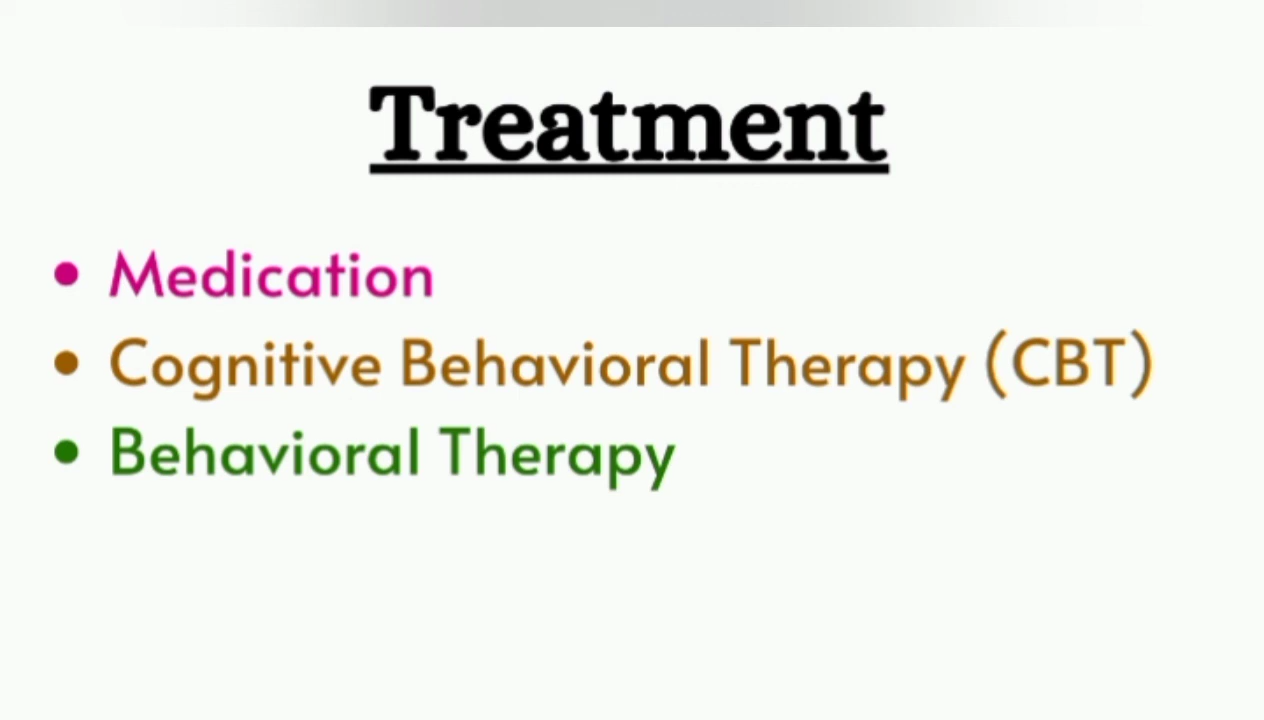 Treatment
• Medication
• Cognitive Behavioral Therapy (CBT)
• Behavioral Therapy